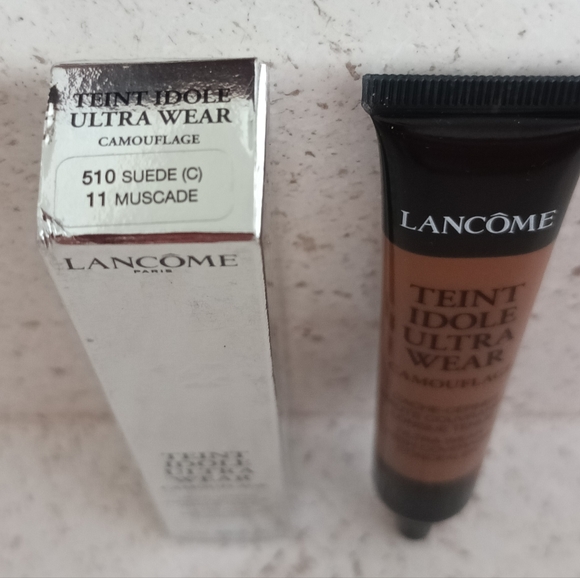 TEINT IDOLE
ULTRA WEAR
CAMOUFLAGE
510 SUEDE (C)
11 MUSCADE
LANCÔME
PARIS
TEINT
IDOLE
ULTRA
WEAR
LANCÔME
TEINT
IDOLE
ULTRA
WEAR
CAMOUFLAGE